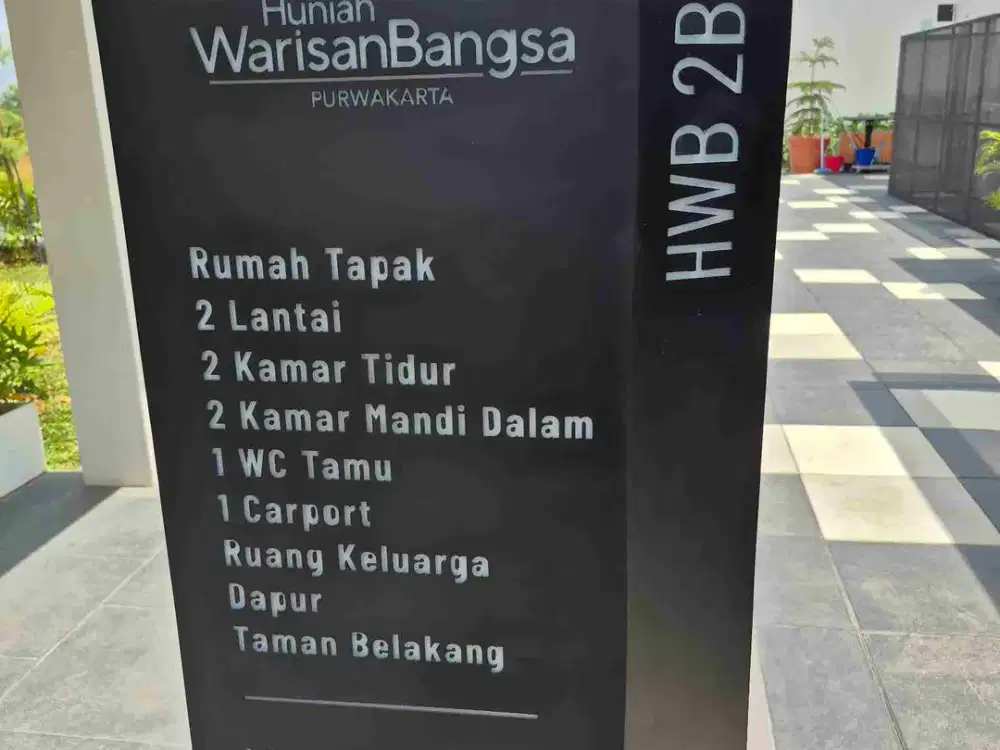 Hunian
WarisanBangsa
PURWAKARTA
Rumah Tapak
2 Lantai
2 Kamar Tidur
2 Kamar Mandi Dalam
1 WC Tamu
1 Carport
Ruang Keluarga
Dapur
Taman Belakang
HWB 2B